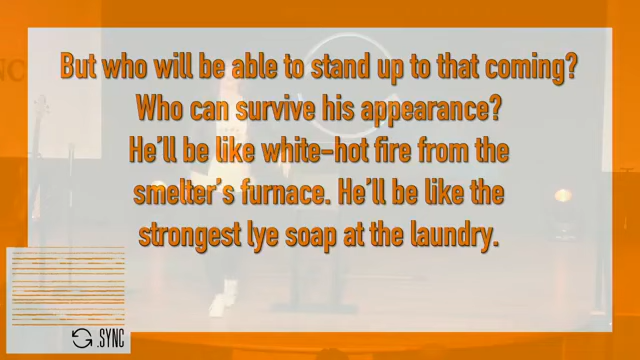 But who will be able to stand up to that coming?
Who can survive his appearance?
He'll be like white-hot fire from the
smelter's furnace. He'll be like the
strongest lye soap at the laundry.
.SYNC